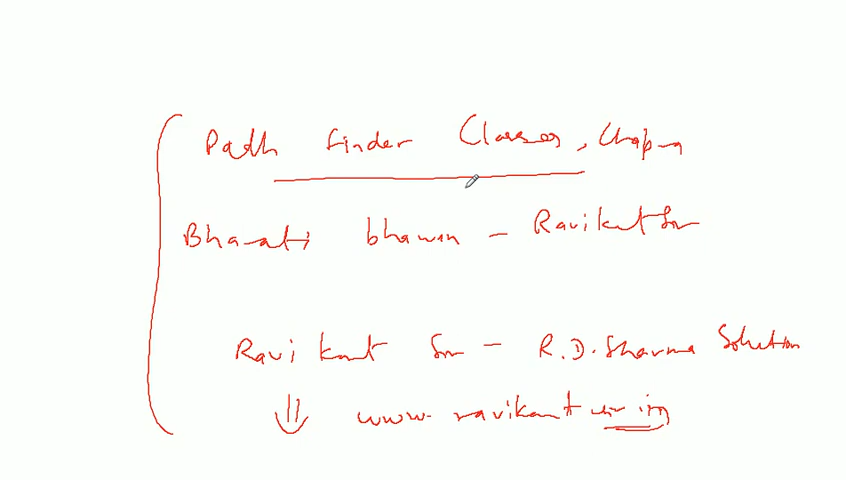 Path finder Classes, Chapra
Bharati bhawan - Ravikant Sir
Ravi kant Sir - R.D. Sharma Solution
www. ravikant